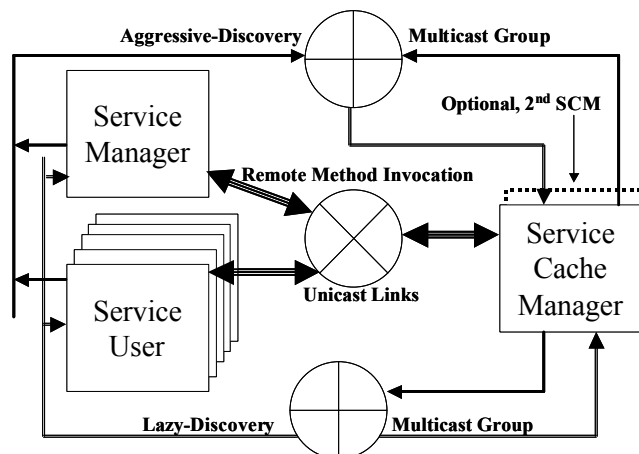 Aggressive-Discovery
Multicast Group
Optional, 2nd SCM
Service
Manager
Remote Method Invocation
Service
Cache
Manager
Unicast Links
Service
User
Lazy-Discovery
Multicast Group